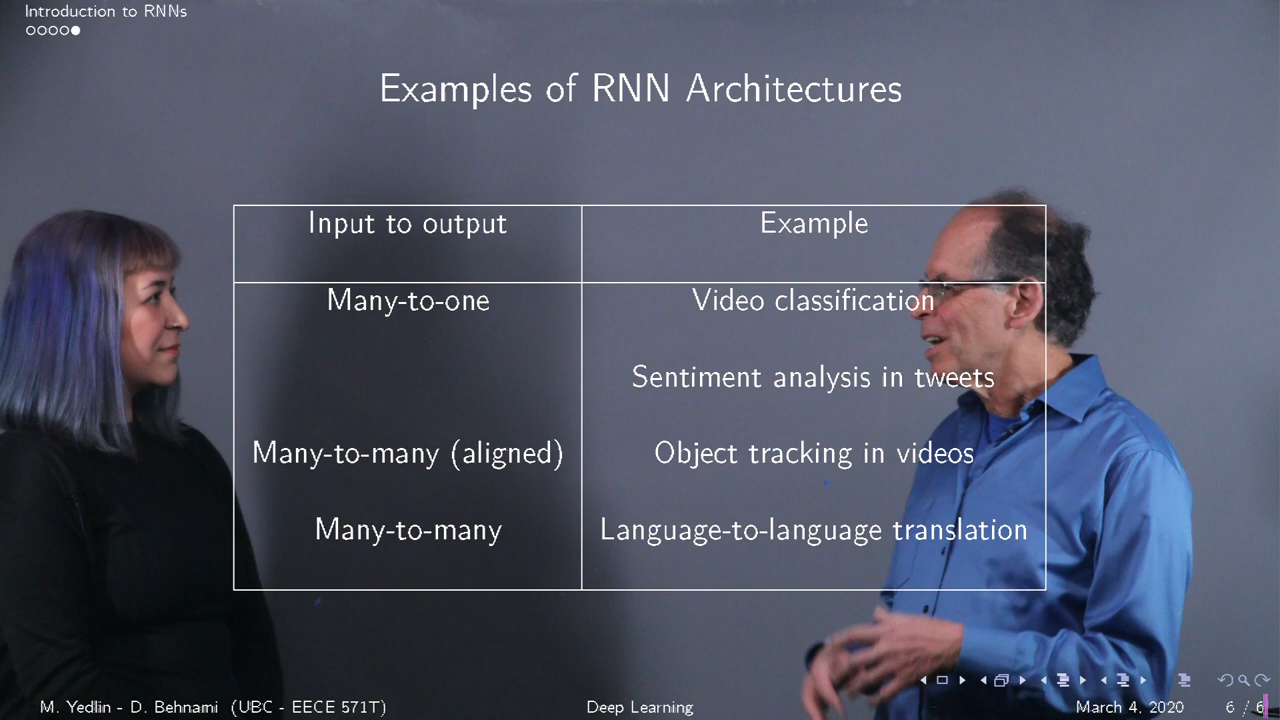 Introduction to RNNs
Examples of RNN Architectures
Input to output Example
Many-to-one Video classification
Sentiment analysis in tweets
Many-to-many (aligned) Object tracking in videos
Many-to-many Language-to-language translation
M. Yedlin - D. Behnami (UBC - EECE 571T) Deep Learning March 4, 2020 6 / 6